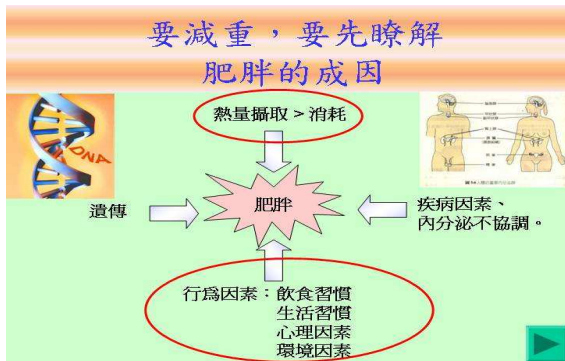 要減重，要先瞭解
肥胖的成因
熱量攝取 > 消耗
DNA
遺傳
肥胖
疾病因素、
內分泌不協調。
行為因素：飲食習慣
生活習慣
心理因素
環境因素